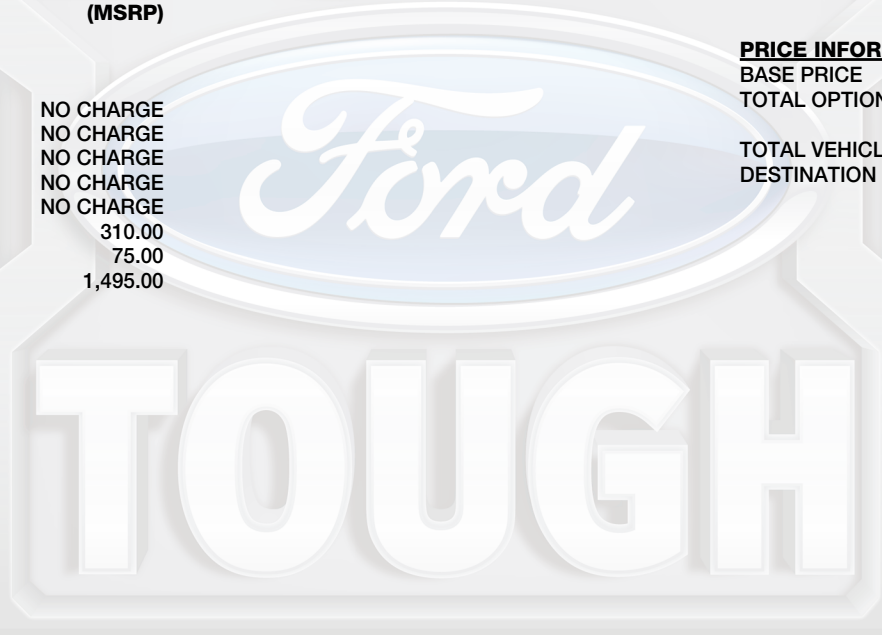 (MSRP)
NO CHARGE
NO CHARGE
NO CHARGE
NO CHARGE
NO CHARGE
310.00
75.00
1,495.00
PRICE INFOR
BASE PRICE
TOTAL OPTION
TOTAL VEHICL
DESTINATION
Ford
TOUGH